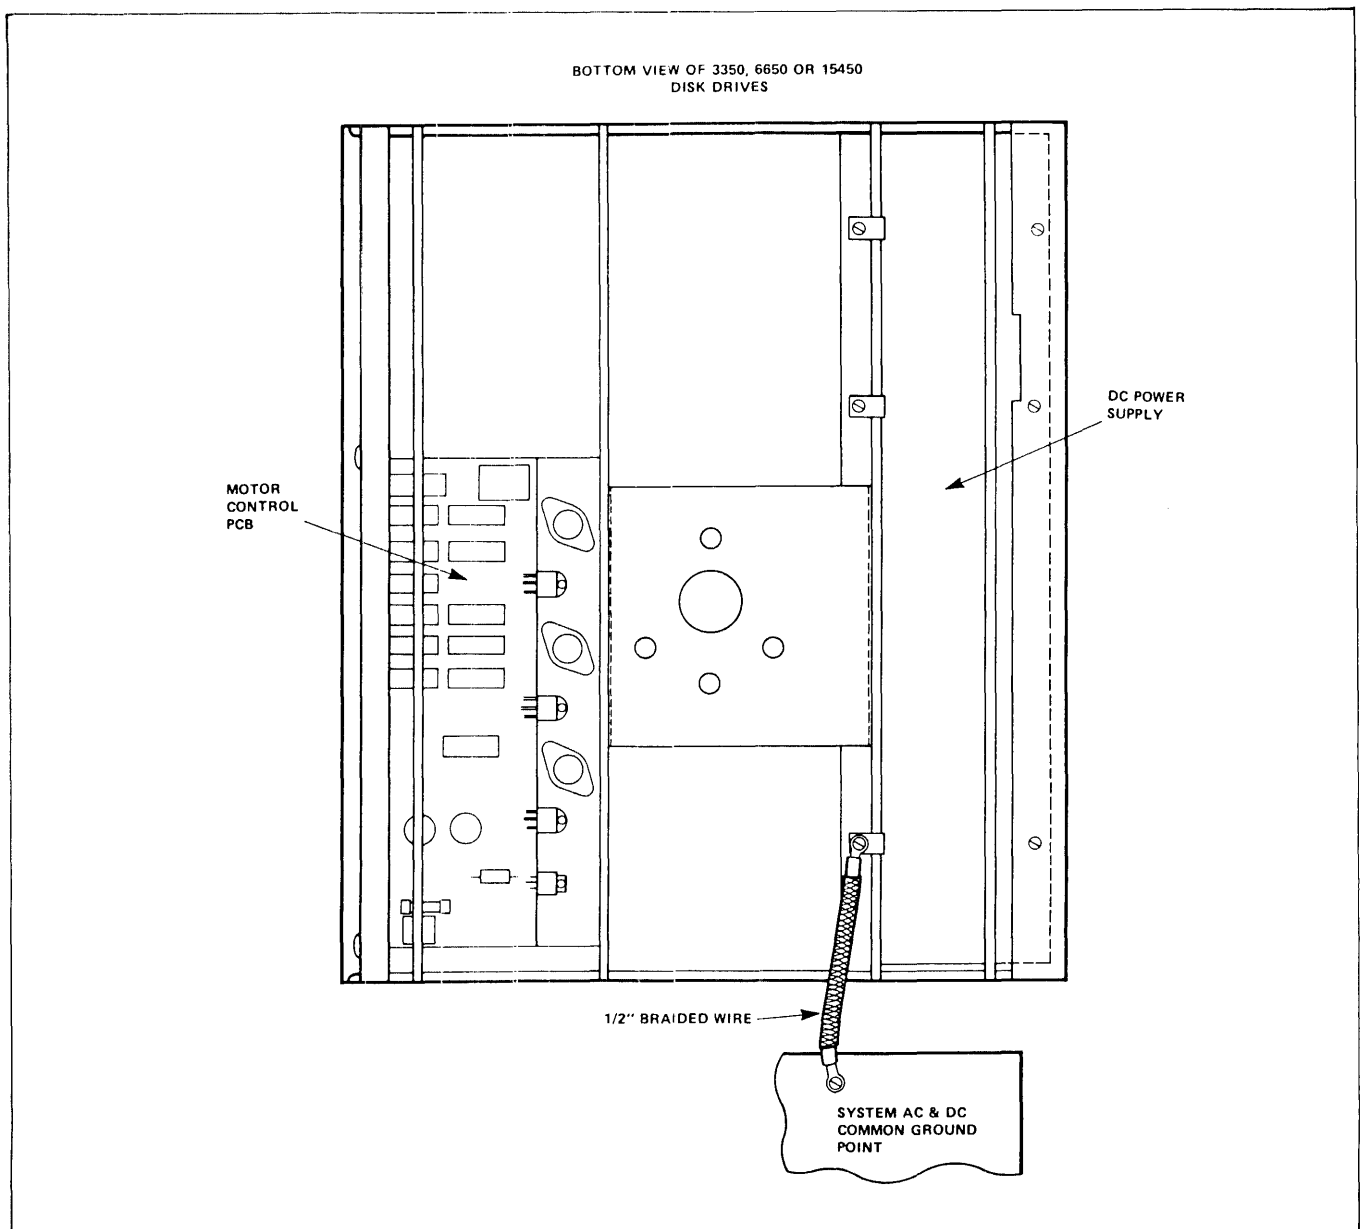 BOTTOM VIEW OF 3350, 6650 OR 15450
DISK DRIVES
DC POWER
SUPPLY
MOTOR
CONTROL
PCB
1/2" BRAIDED WIRE
SYSTEM AC & DC
COMMON GROUND
POINT